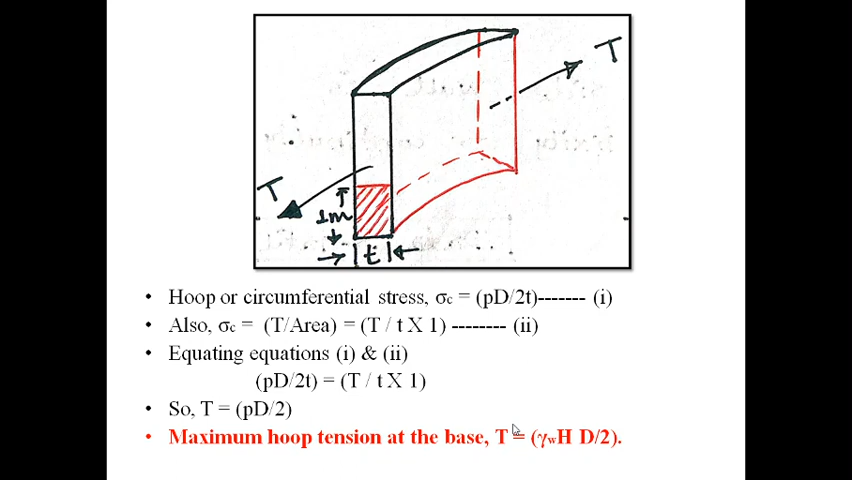 T
T
1m
t
• Hoop or circumferential stress, σc = (pD/2t)------- (i)
• Also, σc = (T/Area) = (T / t X 1) -------- (ii)
• Equating equations (i) & (ii)
(pD/2t) = (T / t X 1)
• So, T = (pD/2)
• Maximum hoop tension at the base, T = (γwH D/2).